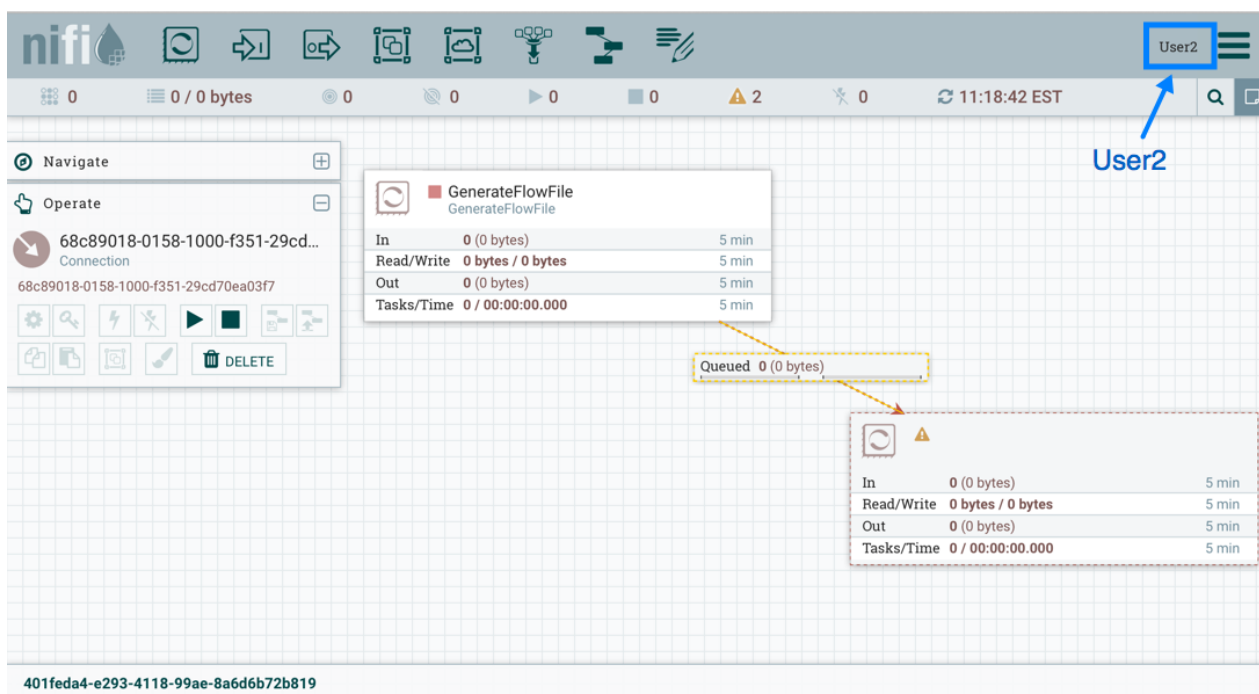 nifi
User2
0
0 / 0 bytes
0
0
0
0
2
0
11:18:42 EST
User2
Navigate
Operate
68c89018-0158-1000-f351-29cd...
Connection
68c89018-0158-1000-f351-29cd70ea03f7
DELETE
GenerateFlowFile
GenerateFlowFile
In 0 (0 bytes) 5 min
Read/Write 0 bytes / 0 bytes 5 min
Out 0 (0 bytes) 5 min
Tasks/Time 0 / 00:00:00.000 5 min
Queued 0 (0 bytes)
In 0 (0 bytes) 5 min
Read/Write 0 bytes / 0 bytes 5 min
Out 0 (0 bytes) 5 min
Tasks/Time 0 / 00:00:00.000 5 min
401feda4-e293-4118-99ae-8a6d6b72b819